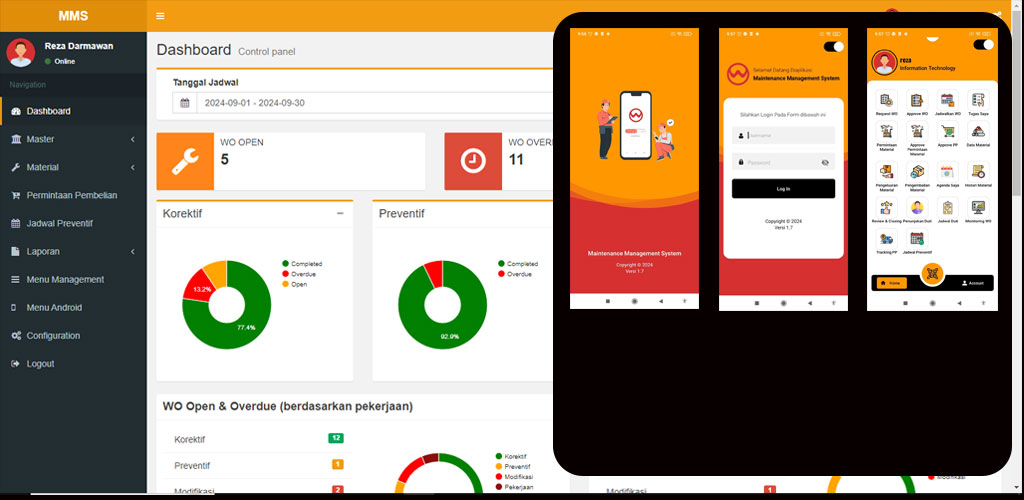 MMS
Reza Darmawan
Online
Navigation
Dashboard
Master
Material
Permintaan Pembelian
Jadwal Preventif
Laporan
Menu Management
Menu Android
Configuration
Logout
Dashboard Control panel
Tanggal Jadwal
2024-09-01 - 2024-09-30
WO OPEN
5
WO OVER
11
Korektif
Completed
Overdue
Open
13.2%
77.4%
Preventif
Completed
Overdue
92.9%
WO Open & Overdue (berdasarkan pekerjaan)
Korektif 12
Preventif 1
Modifikasi 2
Korektif
Preventif
Modifikasi
Pekerjaan
1
Modifikasi
Maintenance Management System
Copyright © 2024
Versi 1.7
Selamat Datang Diaplikasi
Maintenance Management System
Silahkan Login Pada Form dibawah ini
Username
Password
Log In
Copyright © 2024
Versi 1.7
reza
Information Technology
Request WO
Approve WO
Jadwalkan WO
Tugas Saya
Permintaan Material
Approve Permintaan Material
Approve PP
Data Material
Pengeluaran Material
Pengembalian Material
Agenda Saya
Histori Material
Review & Closing
Penunjukan Duit
Jadwal Duit
Monitoring WO
Tracking PP
Jadwal Preventif
Home
Account